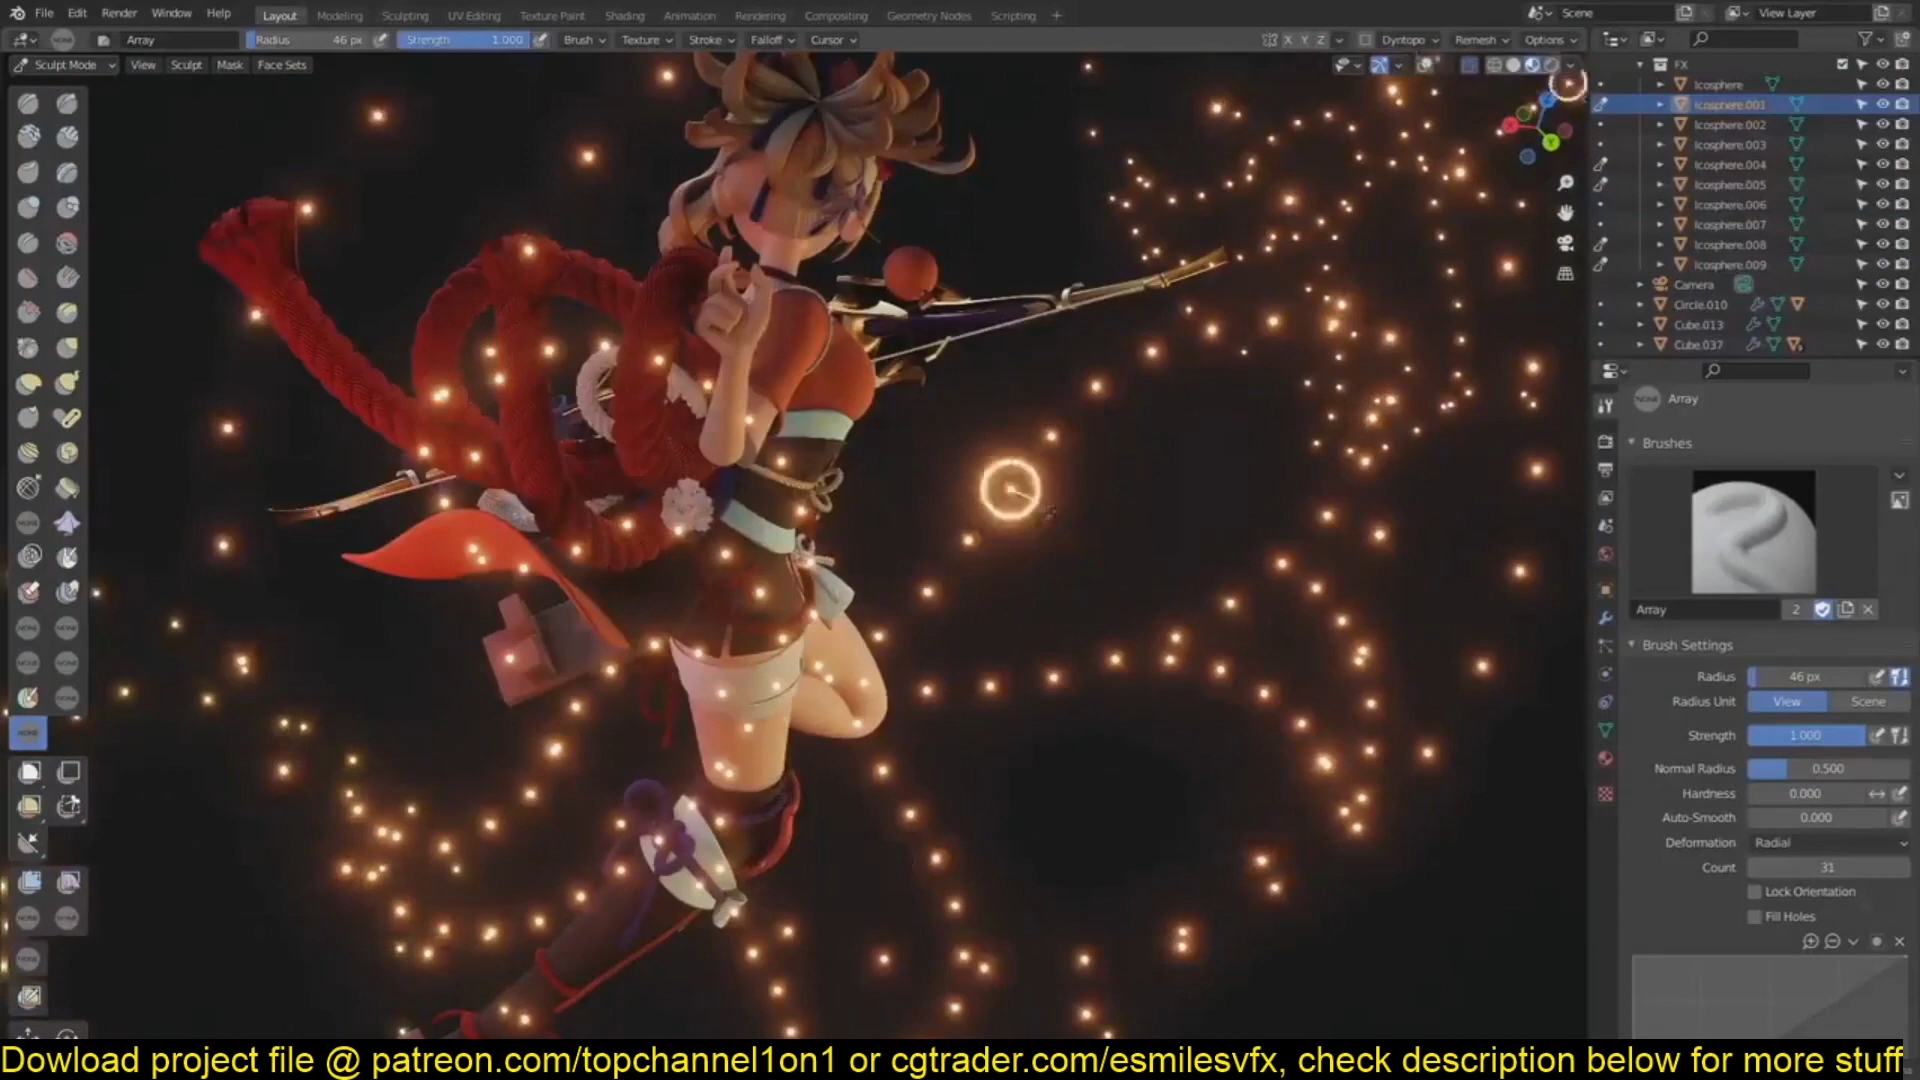 File Edit Render Window Help Layout Modeling Sculpting UV Editing Texture Paint Shading Animation Rendering Compositing Geometry Nodes Scripting + Scene View Layer
Array Radius 46 px Strength 1.000 Brush Texture Stroke Falloff Cursor X Y Z Dyntopo Remesh Options
Sculpt Mode View Sculpt Mask Face Sets
FX
Icosphere
Icosphere.001
Icosphere.002
Icosphere.003
Icosphere.004
Icosphere.005
Icosphere.006
Icosphere.007
Icosphere.008
Icosphere.009
Camera
Circle.010
Cube.013
Cube.037
NONE Array
Brushes
Array 2
Brush Settings
Radius 46 px
Radius Unit View Scene
Strength 1.000
Normal Radius 0.500
Hardness 0.000
Auto-Smooth 0.000
Deformation Radial
Count 31
Lock Orientation
Fill Holes
Dowload project file @ patreon.com/topchannel1on1 or cgtrader.com/esmilesvfx, check description below for more stuff